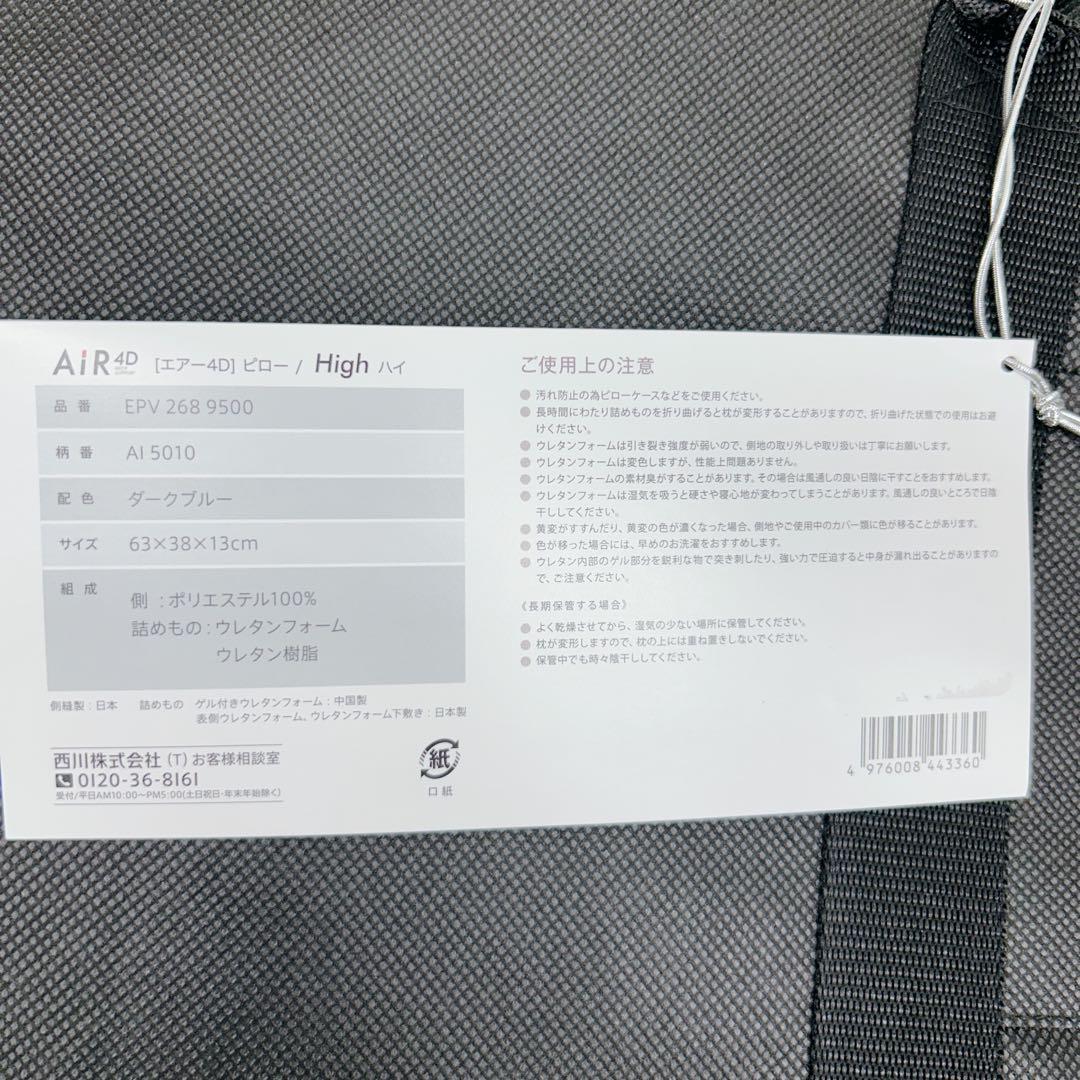 AiR 4D [エアー4D] ピロー / High ハイ
品番 EPV 268 9500
柄番 AI 5010
配色 ダークブルー
サイズ 63×38×13cm
組成 側 : ポリエステル100%
詰めもの : ウレタンフォーム
ウレタン樹脂
側縫製 : 日本 詰めもの ゲル付きウレタンフォーム : 中国製
表側ウレタンフォーム、ウレタンフォーム下敷き : 日本製
西川株式会社 (T) お客様相談室
0120-36-8161
受付/平日AM10:00〜PM5:00(土日祝日・年末年始除く)
紙
口紙
ご使用上の注意
● 汚れ防止の為ピローケースなどをご使用ください。
● 長時間にわたり詰めものを折り曲げると枕が変形することがありますので、折り曲げた状態での使用はお避
けください。
● ウレタンフォームは引き裂き強度が弱いので、側地の取り外しや取り扱いは丁寧にお願いします。
● ウレタンフォームは変色しますが、性能上問題ありません。
● ウレタンフォームの素材臭がすることがあります。その場合は風通しの良い日陰に干すことをおすすめします。
● ウレタンフォームは湿気を吸うと硬さや寝心地が変わってしまうことがあります。風通しの良いところで日陰
干ししてください。
● 黄変がすすんだり、黄変の色が濃くなった場合、側地やご使用中のカバー類に色が移ることがあります。
● 色が移った場合には、早めのお洗濯をおすすめします。
● ウレタン内部のゲル部分を鋭利な物で突き刺したり、強い力で圧迫すると中身が漏れ出ることがありますの
で、ご注意ください。
《長期保管する場合》
● よく乾燥させてから、湿気の少ない場所に保管してください。
● 枕が変形しますので、枕の上には重ね置きしないでください。
● 保管中でも時々陰干ししてください。
4 976008 443360